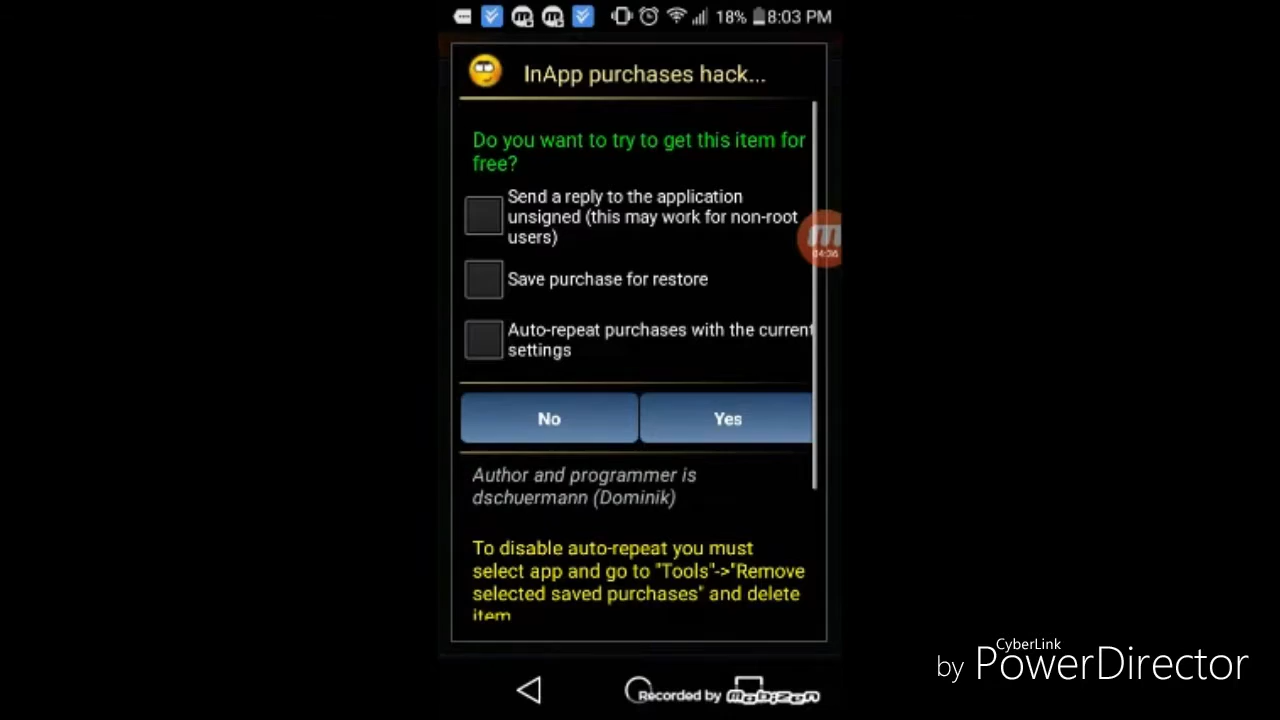 18% 8:03 PM
InApp purchases hack...
Do you want to try to get this item for
free?
Send a reply to the application
unsigned (this may work for non-root
users)
04:36
Save purchase for restore
Auto-repeat purchases with the current
settings
No Yes
Author and programmer is
dschuermann (Dominik)
To disable auto-repeat you must
select app and go to "Tools"->"Remove
selected saved purchases" and delete
item
Recorded by mobizen
CyberLink
by PowerDirector